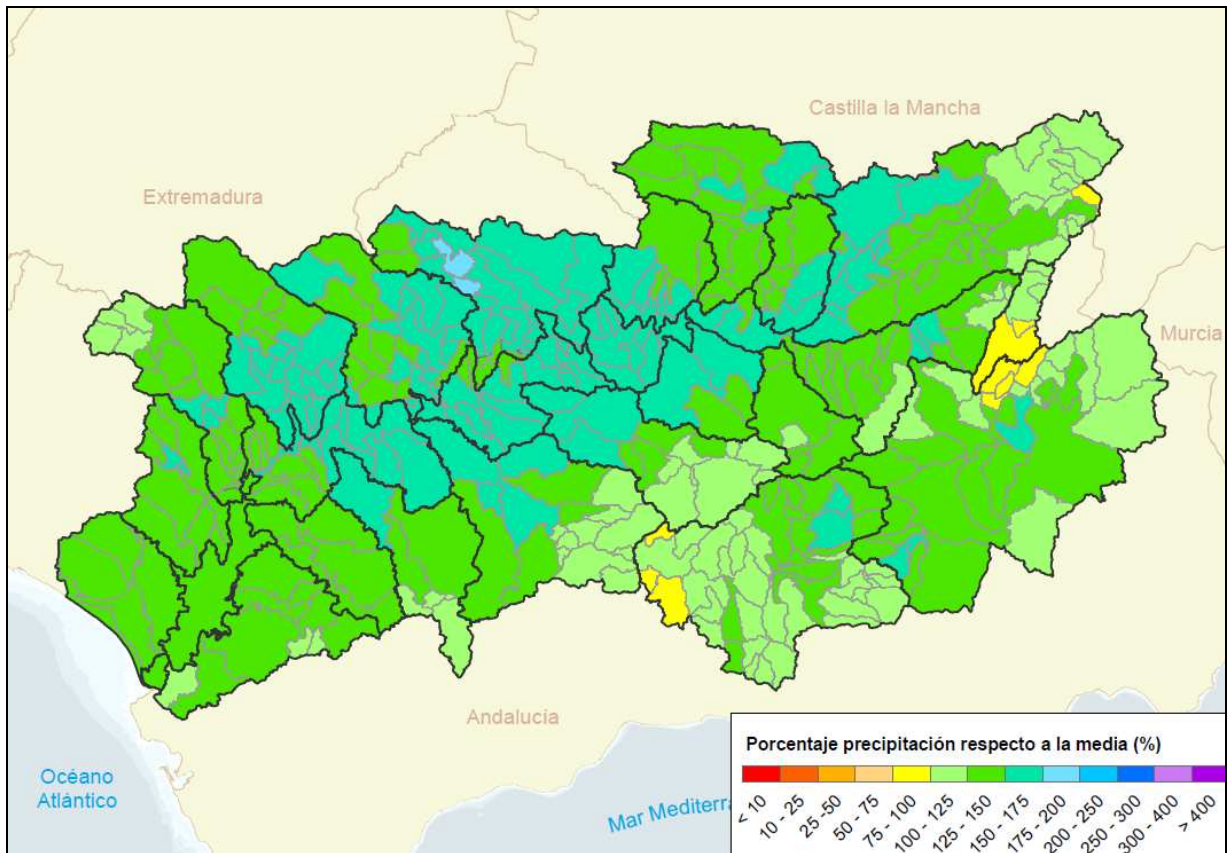 Castilla la Mancha
Extremadura
Murcia
Andalucía
Océano
Atlántico
Mar Mediterra
Porcentaje precipitación respecto a la media (%)
< 10
10 - 25
25 -50
50 - 75
75 - 100
100 - 125
125 - 150
150 - 175
175 - 200
200 - 250
250 - 300
300 - 400
> 400